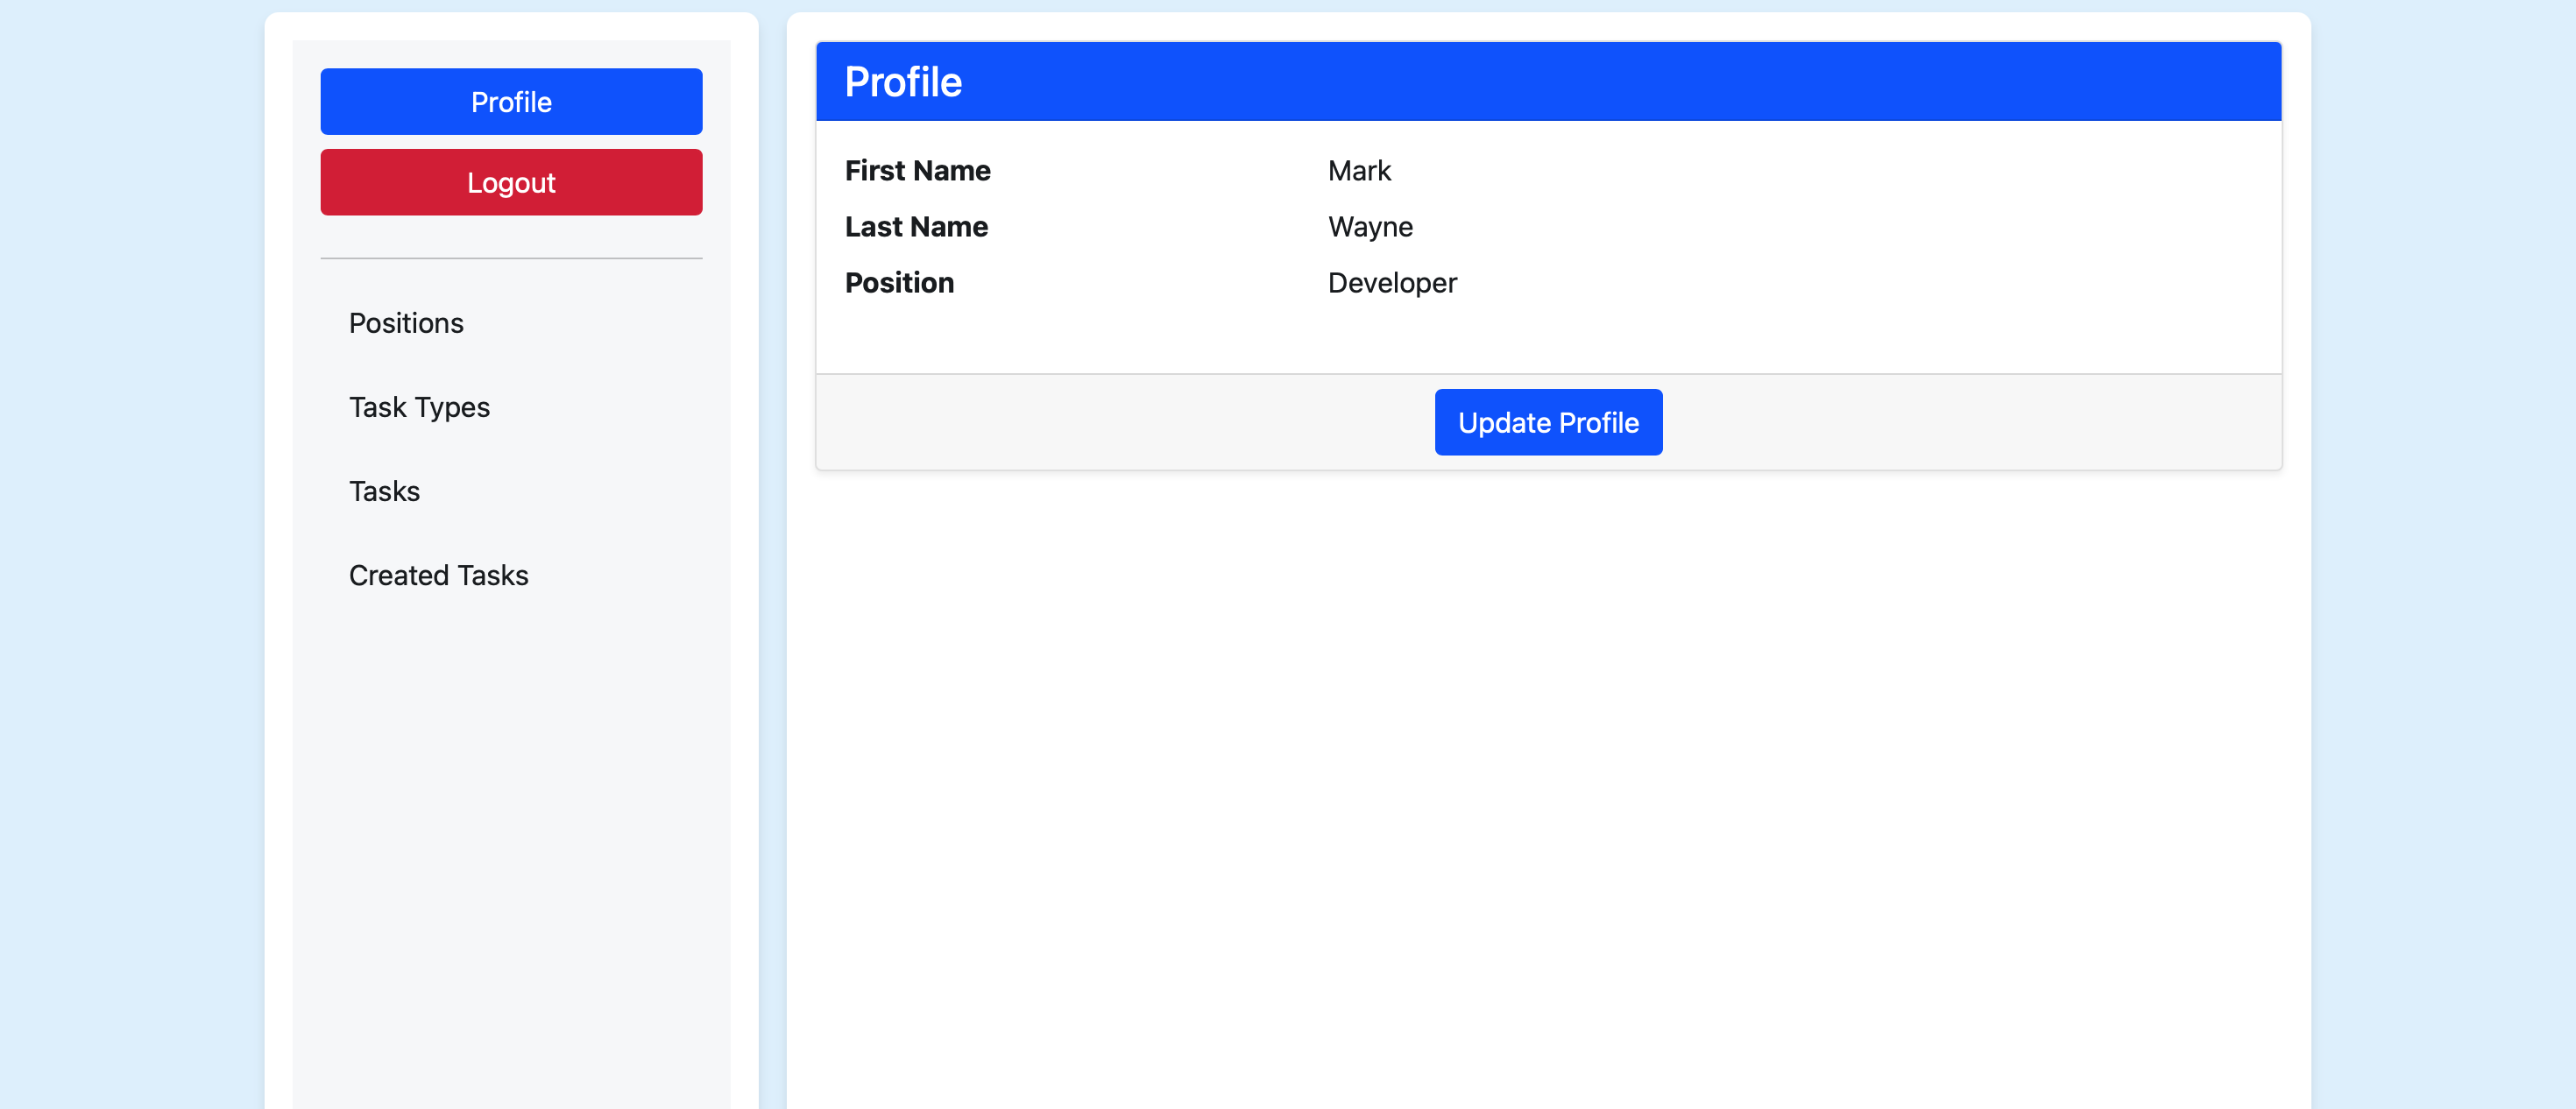 Profile
Logout
Positions
Task Types
Tasks
Created Tasks
Profile
First Name Mark
Last Name Wayne
Position Developer
Update Profile